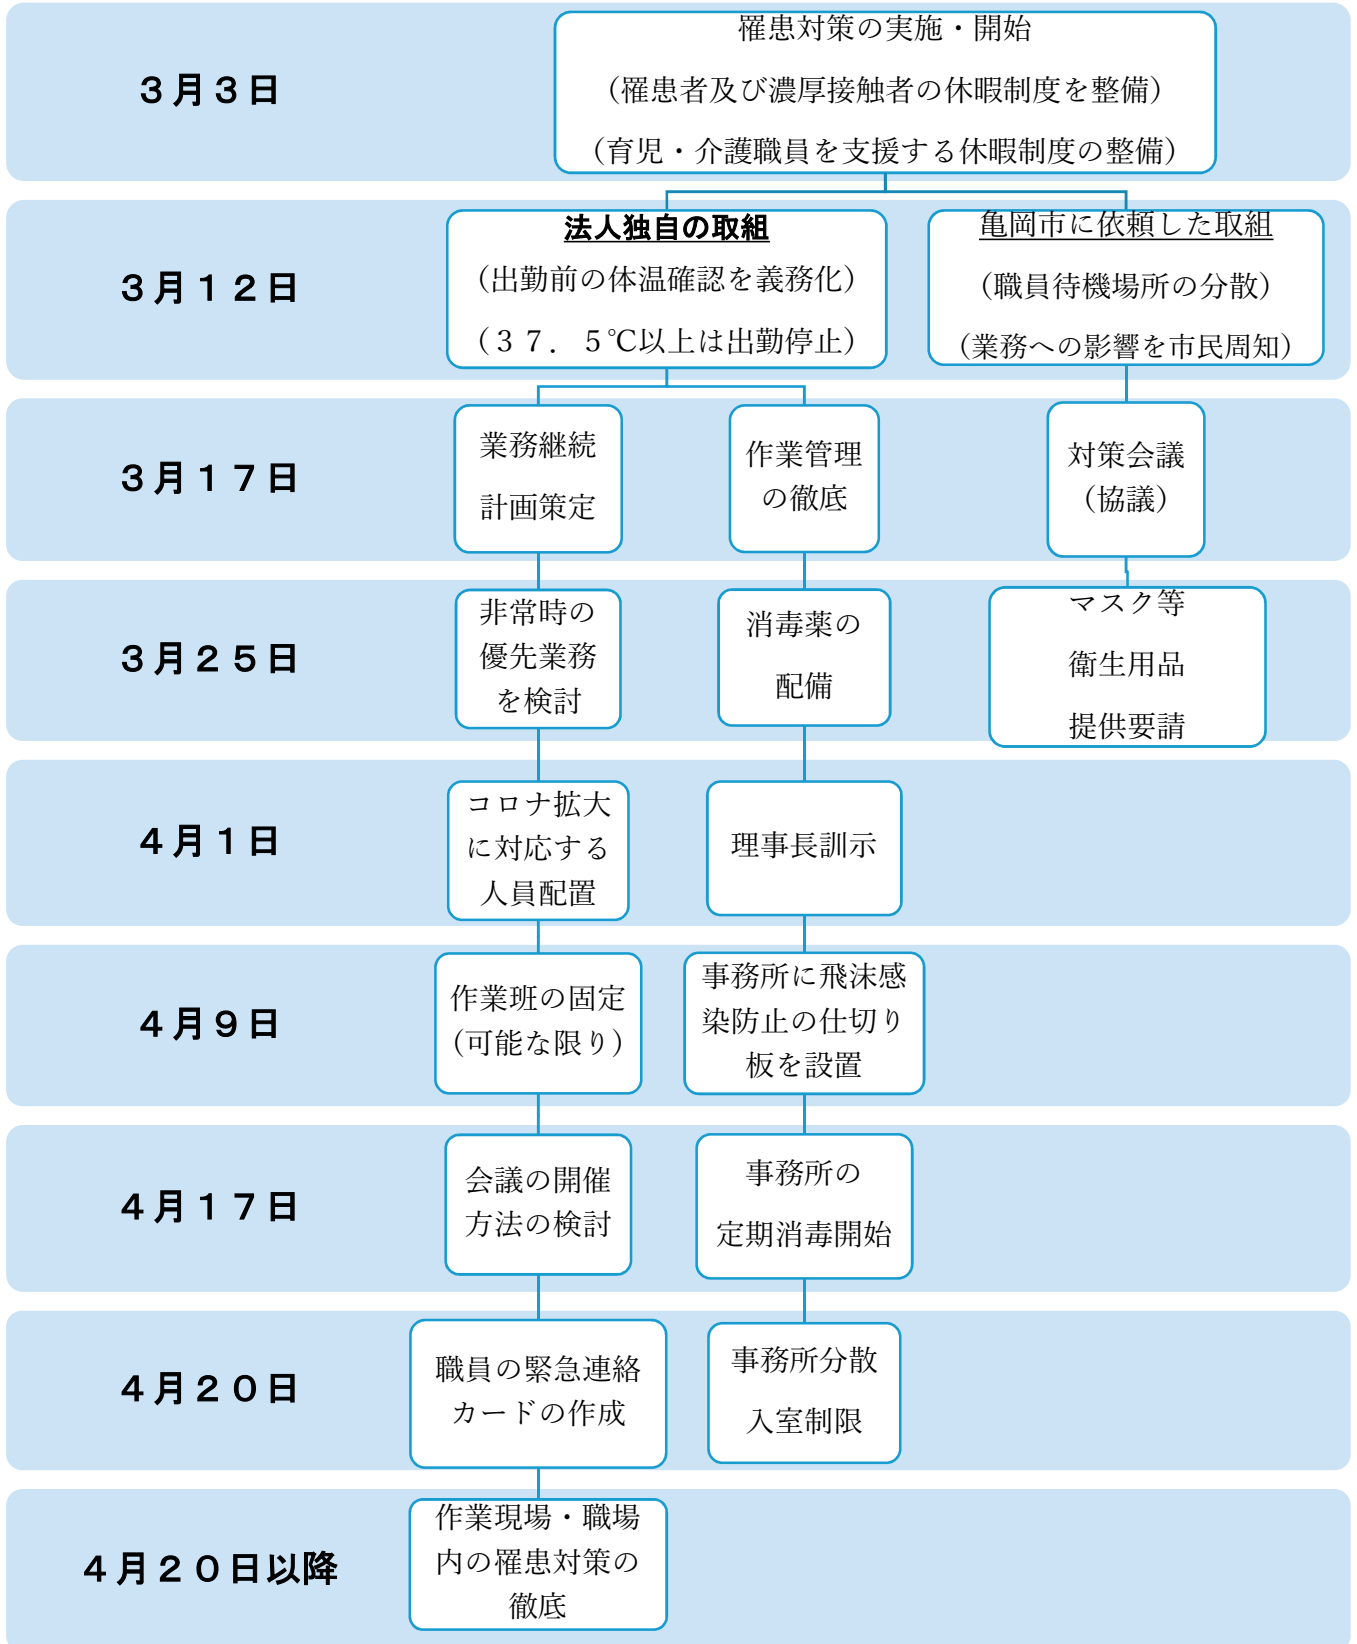 ３月３日
罹患対策の実施・開始
（罹患者及び濃厚接触者の休暇制度を整備）
（育児・介護職員を支援する休暇制度の整備）
３月１２日
法人独自の取組
（出勤前の体温確認を義務化）
（３７．５℃以上は出勤停止）
亀岡市に依頼した取組
（職員待機場所の分散）
（業務への影響を市民周知）
３月１７日
業務継続
計画策定
作業管理
の徹底
対策会議
（協議）
３月２５日
非常時の
優先業務
を検討
消毒薬の
配備
マスク等
衛生用品
提供要請
４月１日
コロナ拡大
に対応する
人員配置
理事長訓示
４月９日
作業班の固定
（可能な限り）
事務所に飛沫感
染防止の仕切り
板を設置
４月１７日
会議の開催
方法の検討
事務所の
定期消毒開始
４月２０日
職員の緊急連絡
カードの作成
事務所分散
入室制限
４月２０日以降
作業現場・職場
内の罹患対策の
徹底